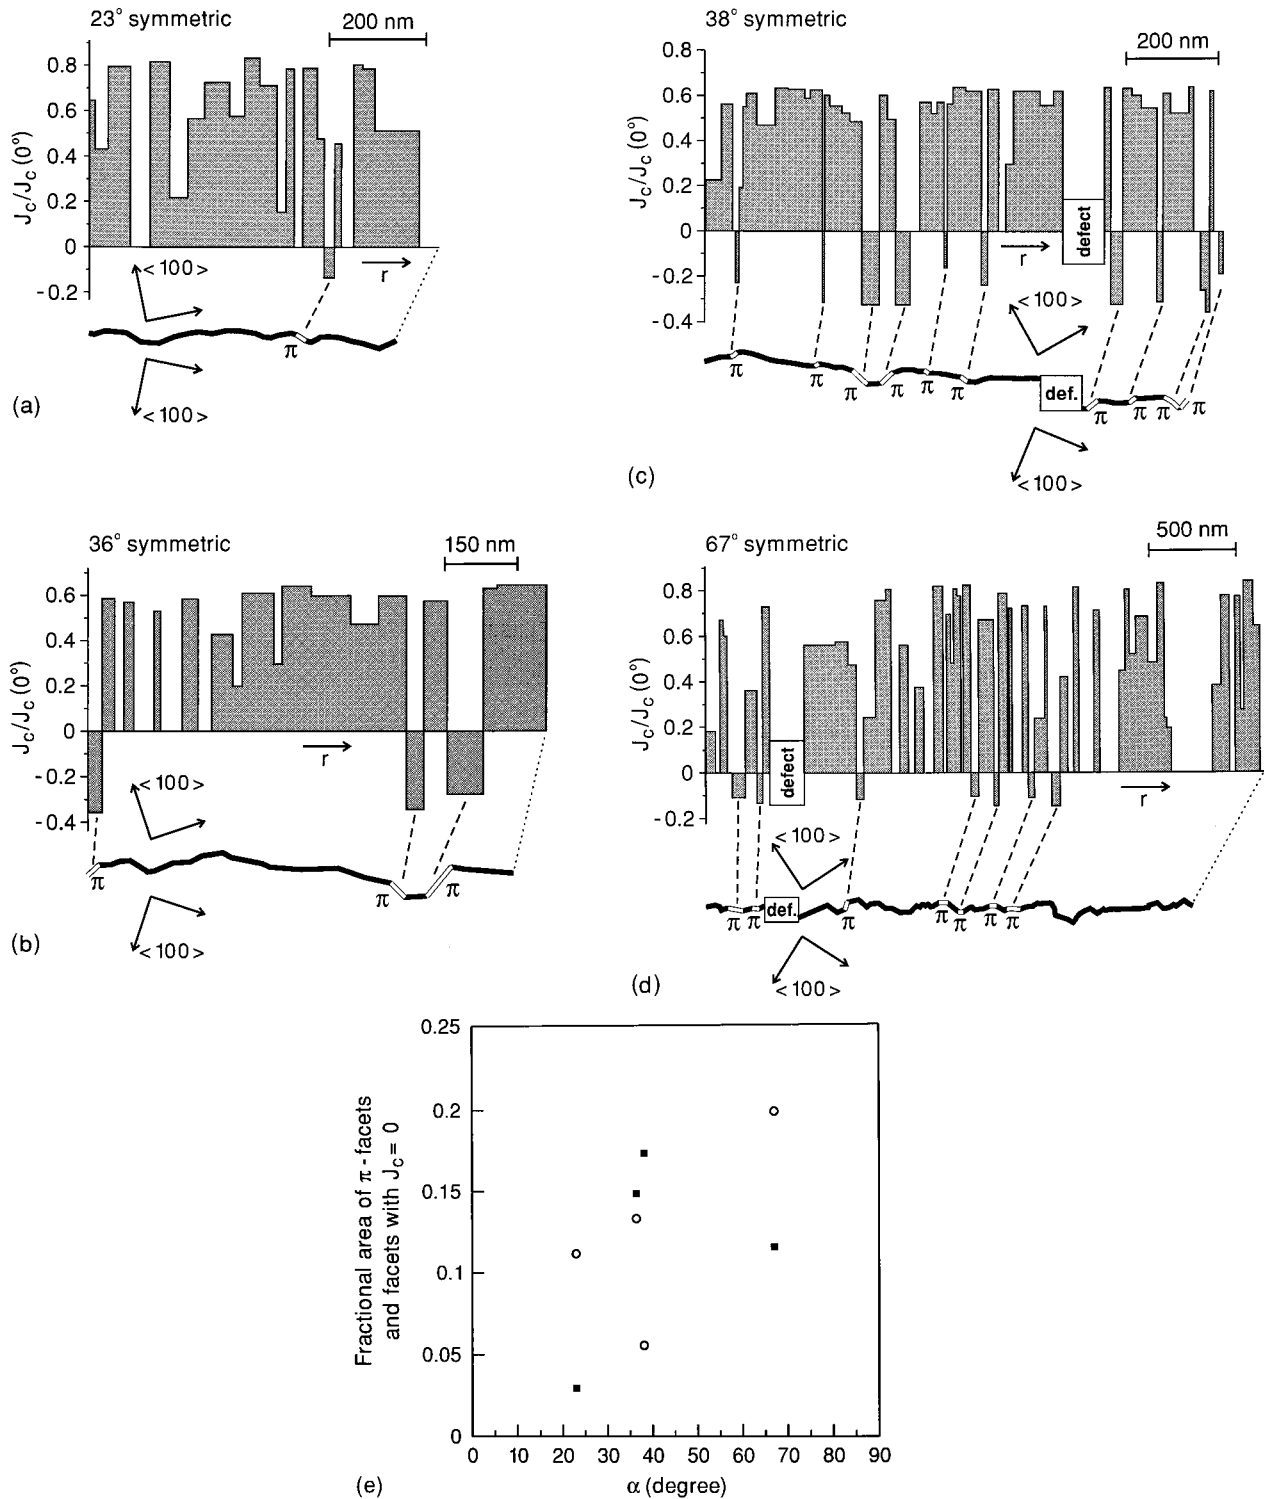 23° symmetric
200 nm
0.8
0.6
0.4
0.2
0
-0.2
J_c/J_c (0°)
r
<100>
π
<100>
(a)
38° symmetric
200 nm
0.8
0.6
0.4
0.2
0
-0.2
-0.4
J_c/J_c (0°)
defect
r
<100>
π π π π π π
def.
π π π π
<100>
(c)
36° symmetric
150 nm
0.6
0.4
0.2
0
-0.2
-0.4
J_c/J_c (0°)
r
<100>
π π π
<100>
(b)
67° symmetric
500 nm
0.8
0.6
0.4
0.2
0
-0.2
J_c/J_c (0°)
defect
r
<100>
π π
def.
π π π π π
<100>
(d)
0.25
0.2
0.15
0.1
0.05
0
Fractional area of π-facets
and facets with J_c = 0
0 10 20 30 40 50 60 70 80 90
α (degree)
(e)